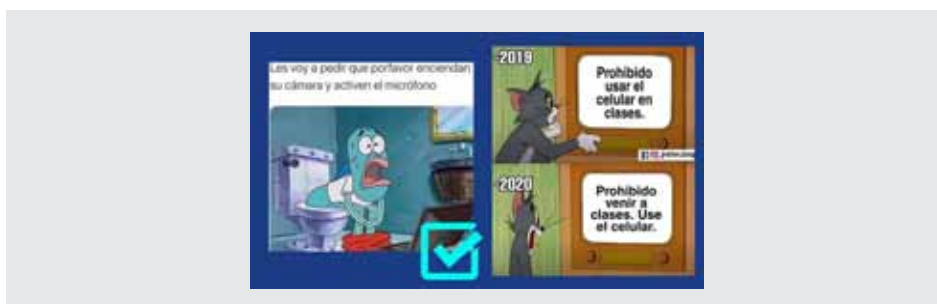 Les voy a pedir que porfavor enciendan
su cámara y activen el micrófono
2019
Prohibido
usar el
celular en
clases.
2020
Prohibido
venir a
clases. Use
el celular.